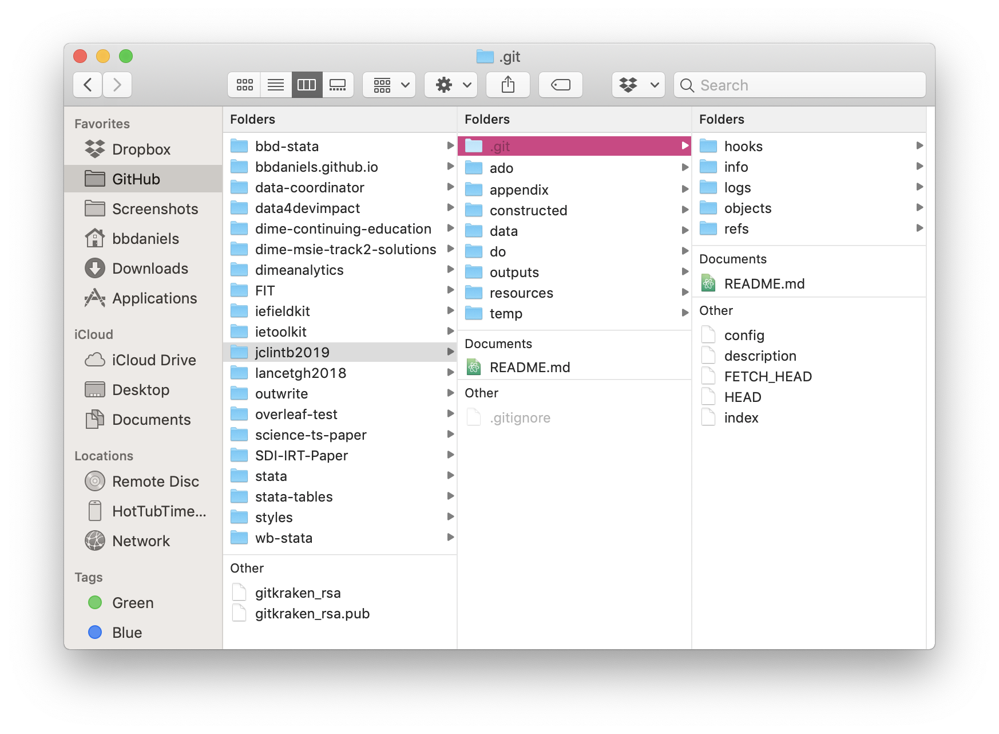 .git
Search
Favorites
Dropbox
GitHub
Screenshots
bbdaniels
Downloads
Applications
iCloud
iCloud Drive
Desktop
Documents
Locations
Remote Disc
HotTubTime...
Network
Tags
Green
Blue
Folders
bbd-stata
bbdaniels.github.io
data-coordinator
data4devimpact
dime-continuing-education
dime-msie-track2-solutions
dimeanalytics
FIT
iefieldkit
ietoolkit
jclintb2019
lancetgh2018
outwrite
overleaf-test
science-ts-paper
SDI-IRT-Paper
stata
stata-tables
styles
wb-stata
Other
gitkraken_rsa
gitkraken_rsa.pub
Folders
.git
ado
appendix
constructed
data
do
outputs
resources
temp
Documents
README.md
Other
.gitignore
Folders
hooks
info
logs
objects
refs
Documents
README.md
Other
config
description
FETCH_HEAD
HEAD
index